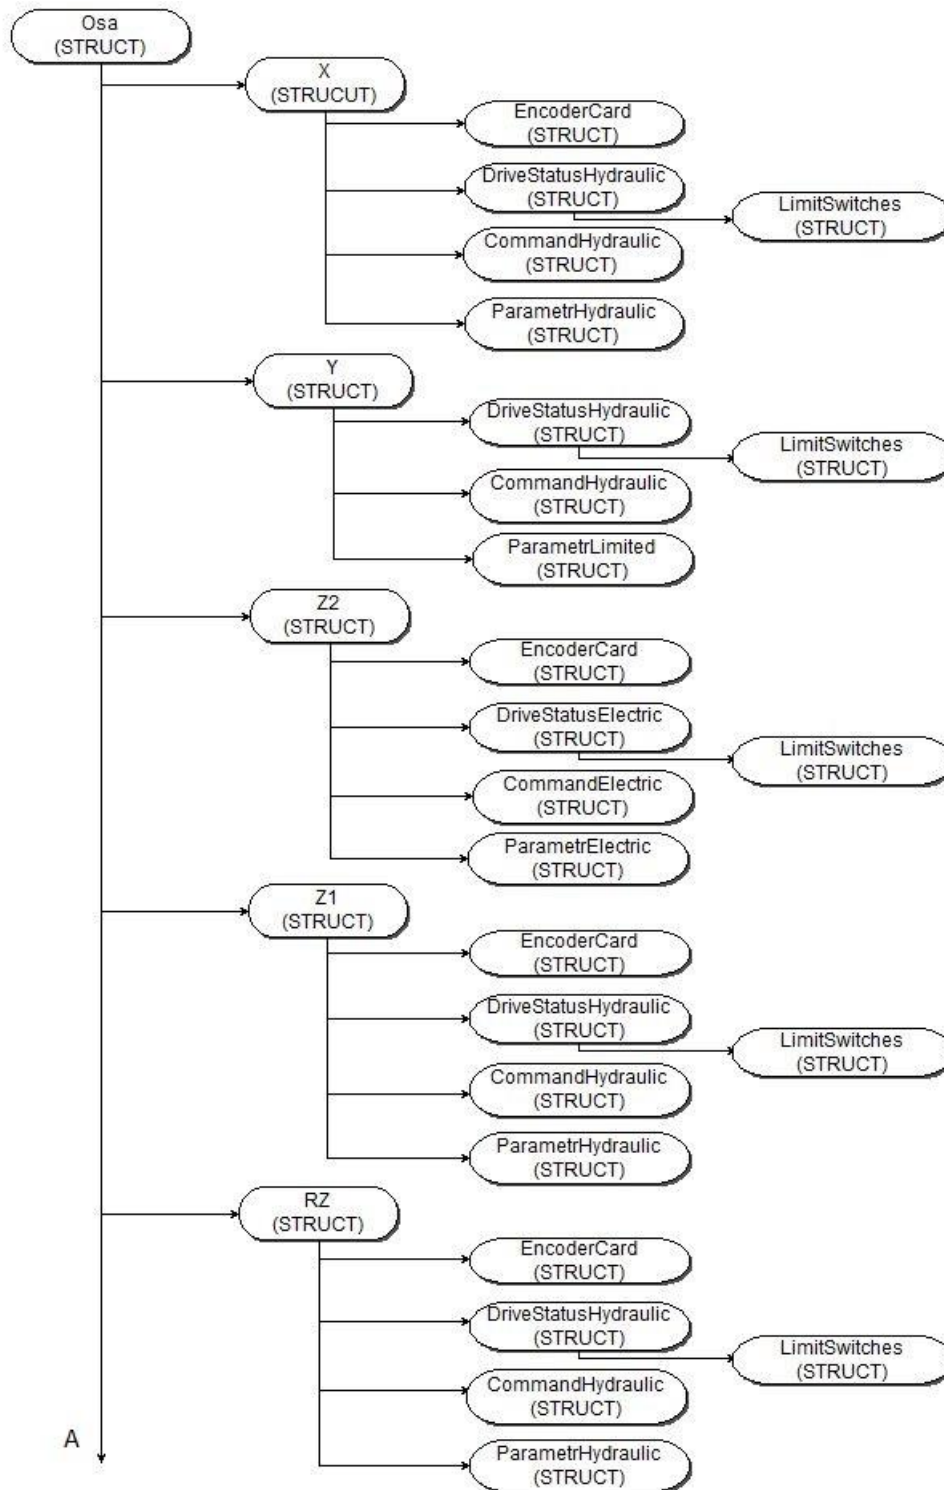 Osa
(STRUCT)
X
(STRUCUT)
EncoderCard
(STRUCT)
DriveStatusHydraulic
(STRUCT)
LimitSwitches
(STRUCT)
CommandHydraulic
(STRUCT)
ParametrHydraulic
(STRUCT)
Y
(STRUCT)
DriveStatusHydraulic
(STRUCT)
LimitSwitches
(STRUCT)
CommandHydraulic
(STRUCT)
ParametrLimited
(STRUCT)
Z2
(STRUCT)
EncoderCard
(STRUCT)
DriveStatusElectric
(STRUCT)
LimitSwitches
(STRUCT)
CommandElectric
(STRUCT)
ParametrElectric
(STRUCT)
Z1
(STRUCT)
EncoderCard
(STRUCT)
DriveStatusHydraulic
(STRUCT)
LimitSwitches
(STRUCT)
CommandHydraulic
(STRUCT)
ParametrHydraulic
(STRUCT)
RZ
(STRUCT)
EncoderCard
(STRUCT)
DriveStatusHydraulic
(STRUCT)
LimitSwitches
(STRUCT)
CommandHydraulic
(STRUCT)
ParametrHydraulic
(STRUCT)
A